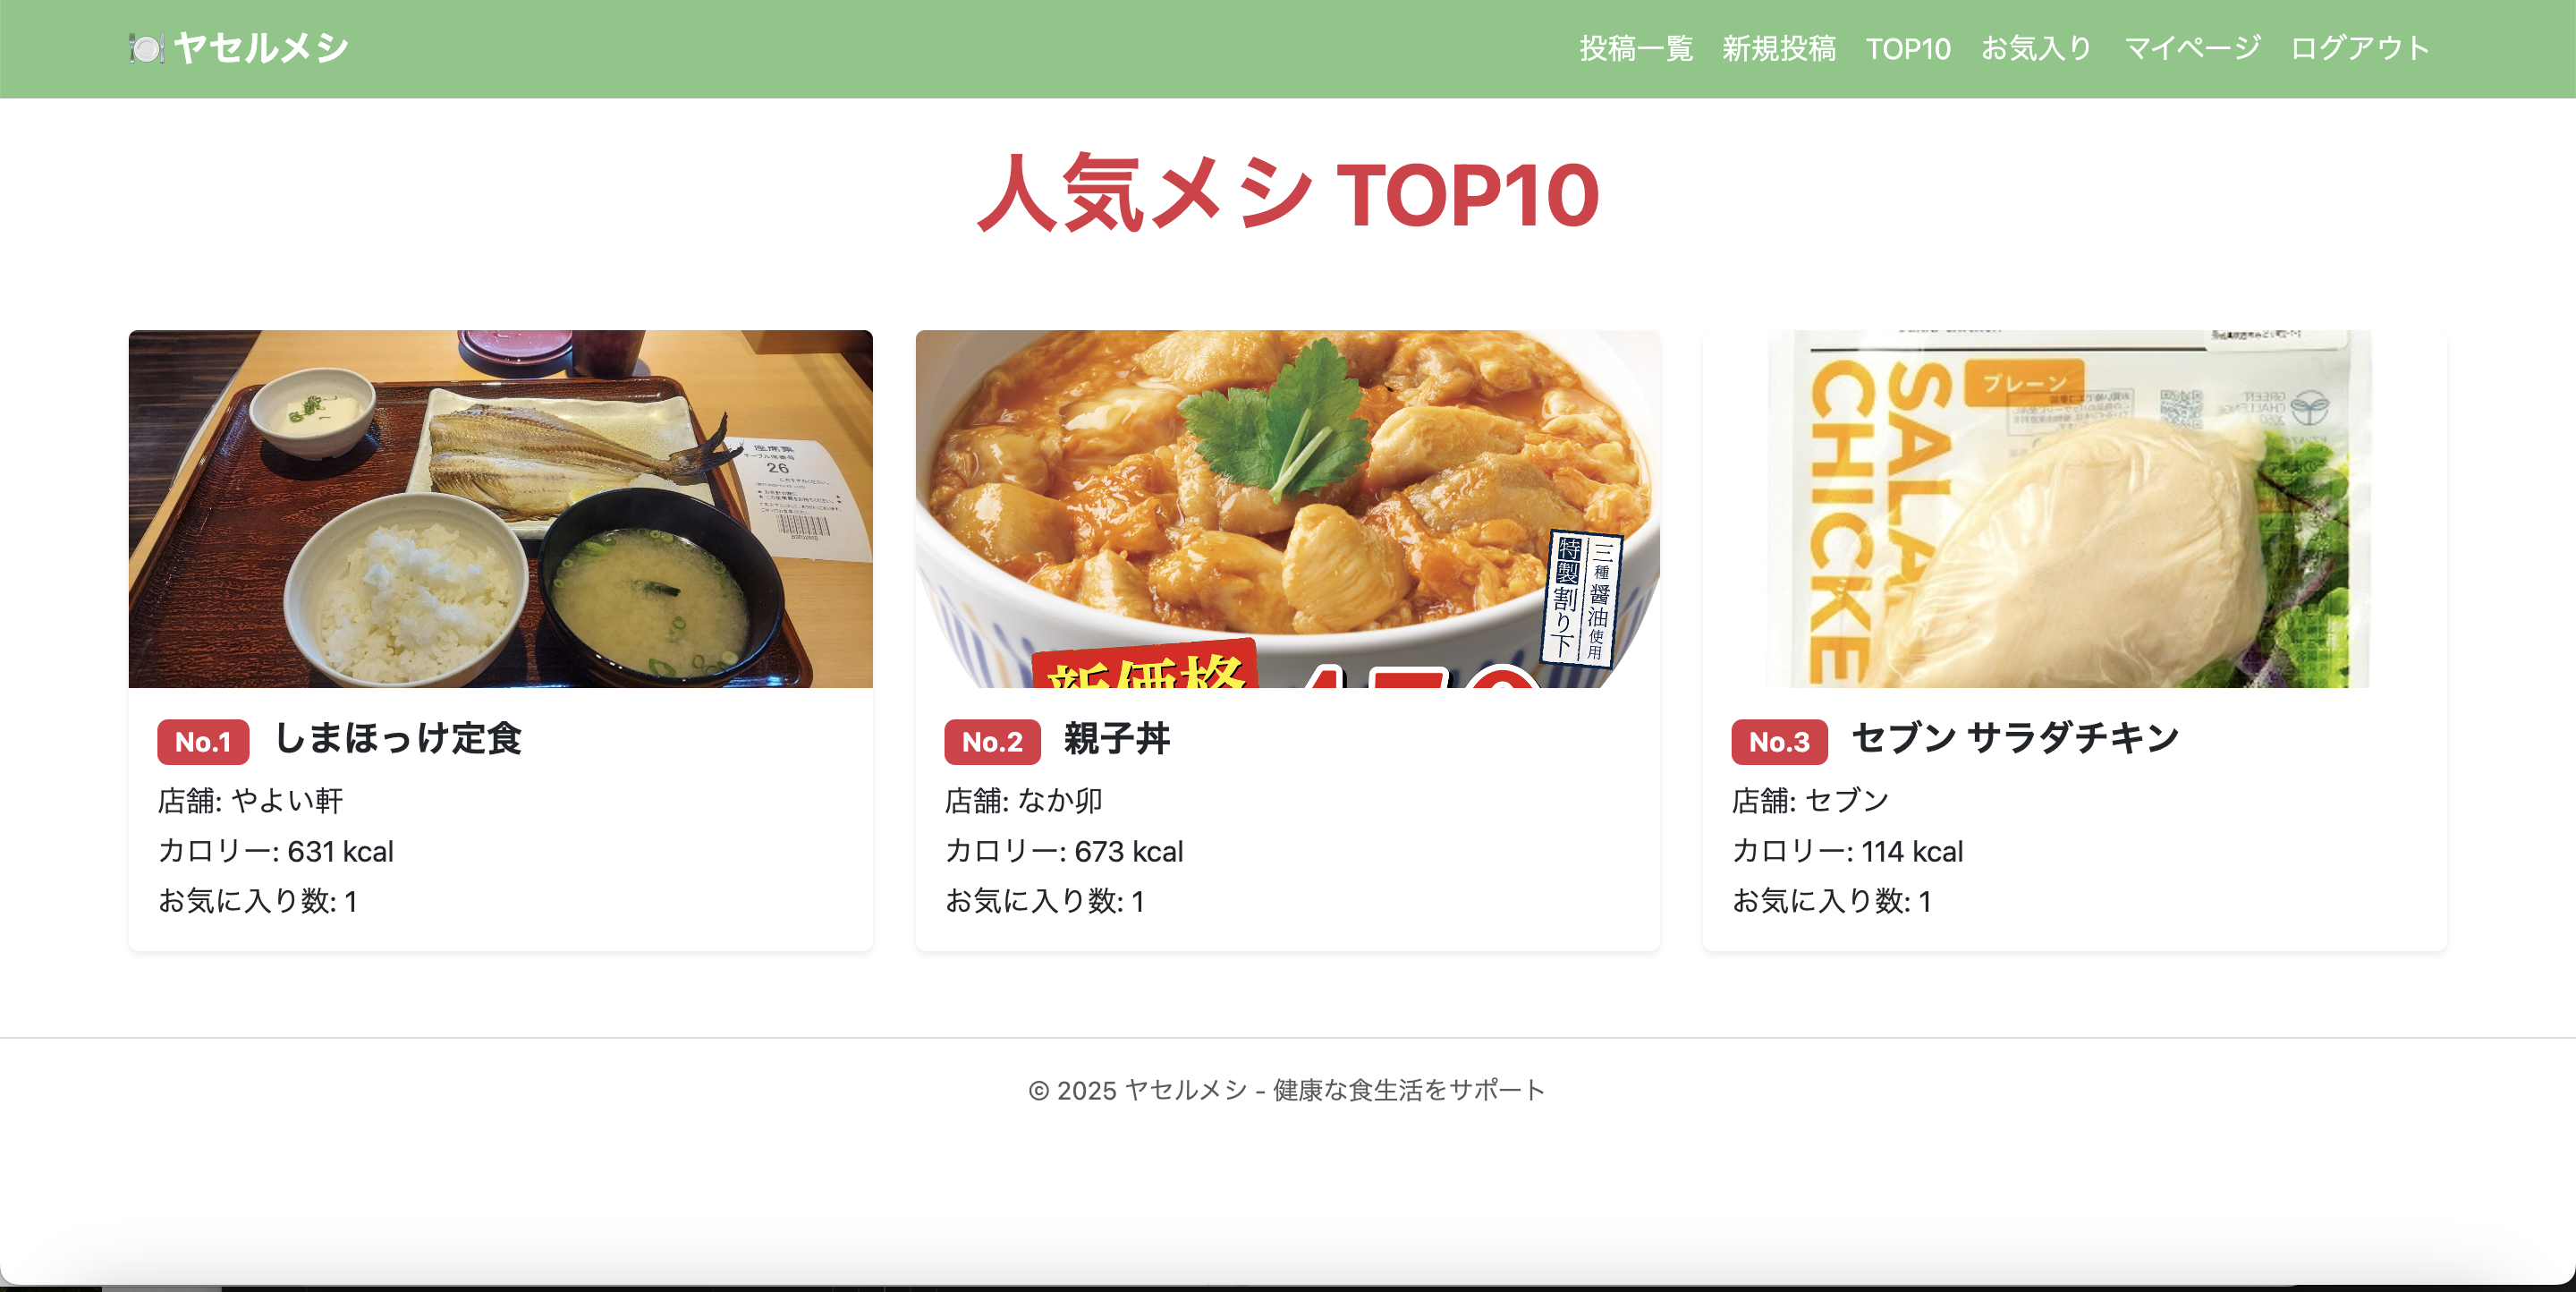 🍽️ ヤセルメシ
投稿一覧 新規投稿 TOP10 お気入り マイページ ログアウト
人気メシ TOP10
座席票
テーブル席番号
26
プレーン
SALA
CHICKE
三種醤油使用
特製割り下
新価格
No.1 しまほっけ定食
店舗: やよい軒
カロリー: 631 kcal
お気に入り数: 1
No.2 親子丼
店舗: なか卯
カロリー: 673 kcal
お気に入り数: 1
No.3 セブン サラダチキン
店舗: セブン
カロリー: 114 kcal
お気に入り数: 1
© 2025 ヤセルメシ - 健康な食生活をサポート